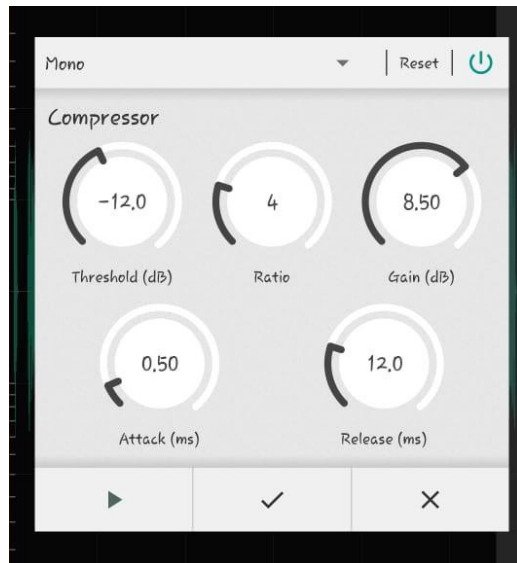 Mono
Reset
Compressor
-12.0
4
8.50
Threshold (dB)
Ratio
Gain (dB)
0.50
12.0
Attack (ms)
Release (ms)